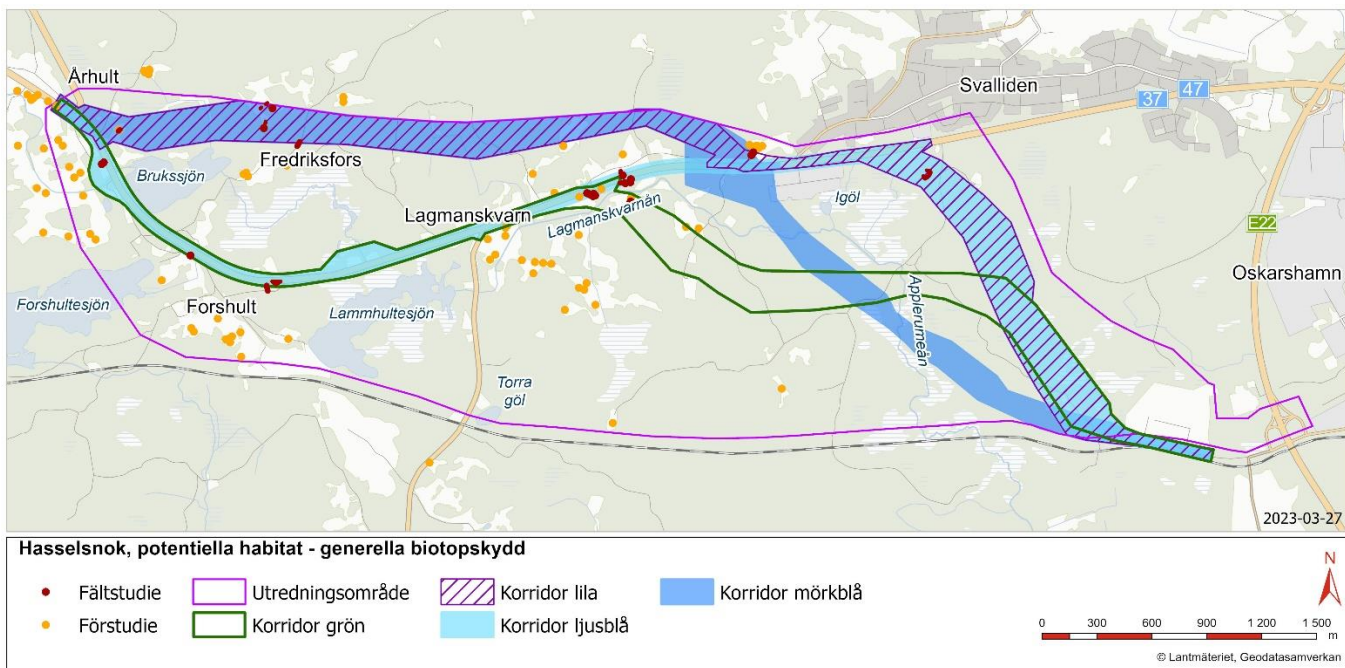 Århult
Svalliden
37
47
Fredriksfors
Brukssjön
Lagmanskvarn
Lagmanskvarnån
Igöl
E22
Oskarshamn
Forshultesjön
Forshult
Lammhultesjön
Applerumeån
Torra
göl
2023-03-27
Hasselsnok, potentiella habitat - generella biotopskydd
Fältstudie
Utredningsområde
Korridor lila
Korridor mörkblå
Förstudie
Korridor grön
Korridor ljusblå
N
0 300 600 900 1 200 1 500
m
© Lantmäteriet, Geodatasamverkan